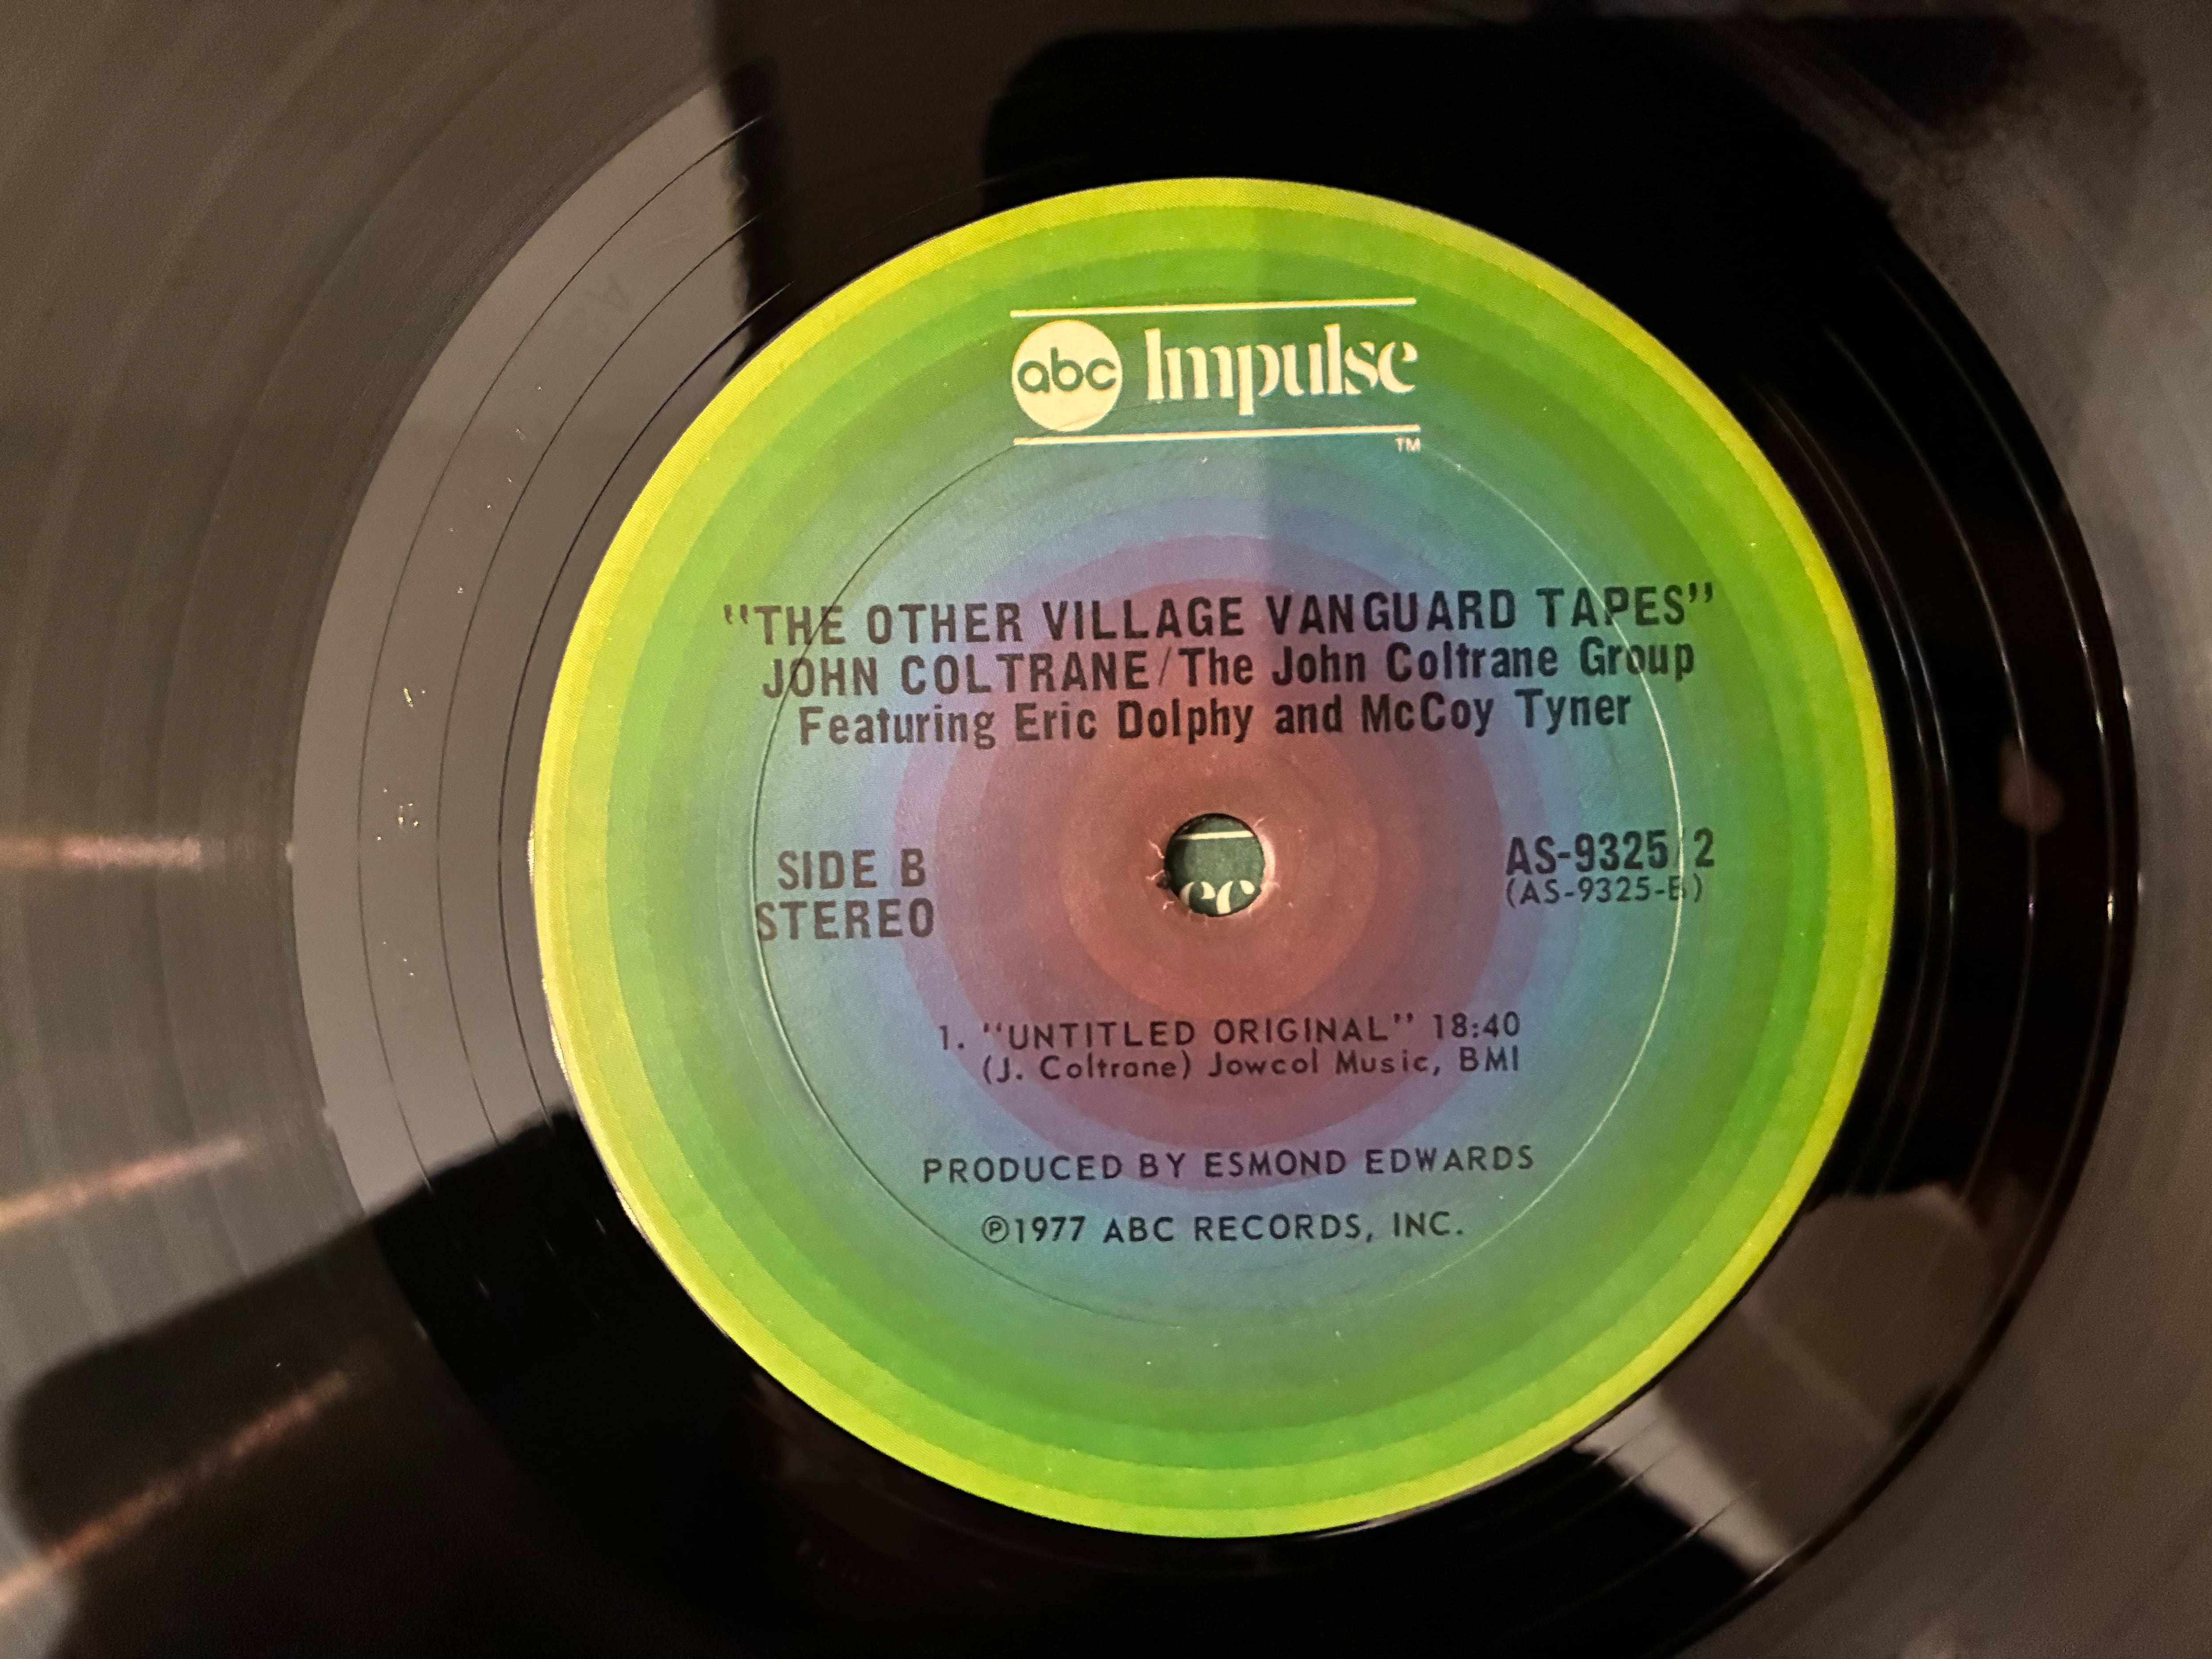 abc Impulse
TM
"THE OTHER VILLAGE VANGUARD TAPES"
JOHN COLTRANE/The John Coltrane Group
Featuring Eric Dolphy and McCoy Tyner
SIDE B
STEREO
AS-9325/2
(AS-9325-B)
1. "UNTITLED ORIGINAL" 18:40
(J. Coltrane) Jowcol Music, BMI
PRODUCED BY ESMOND EDWARDS
℗1977 ABC RECORDS, INC.